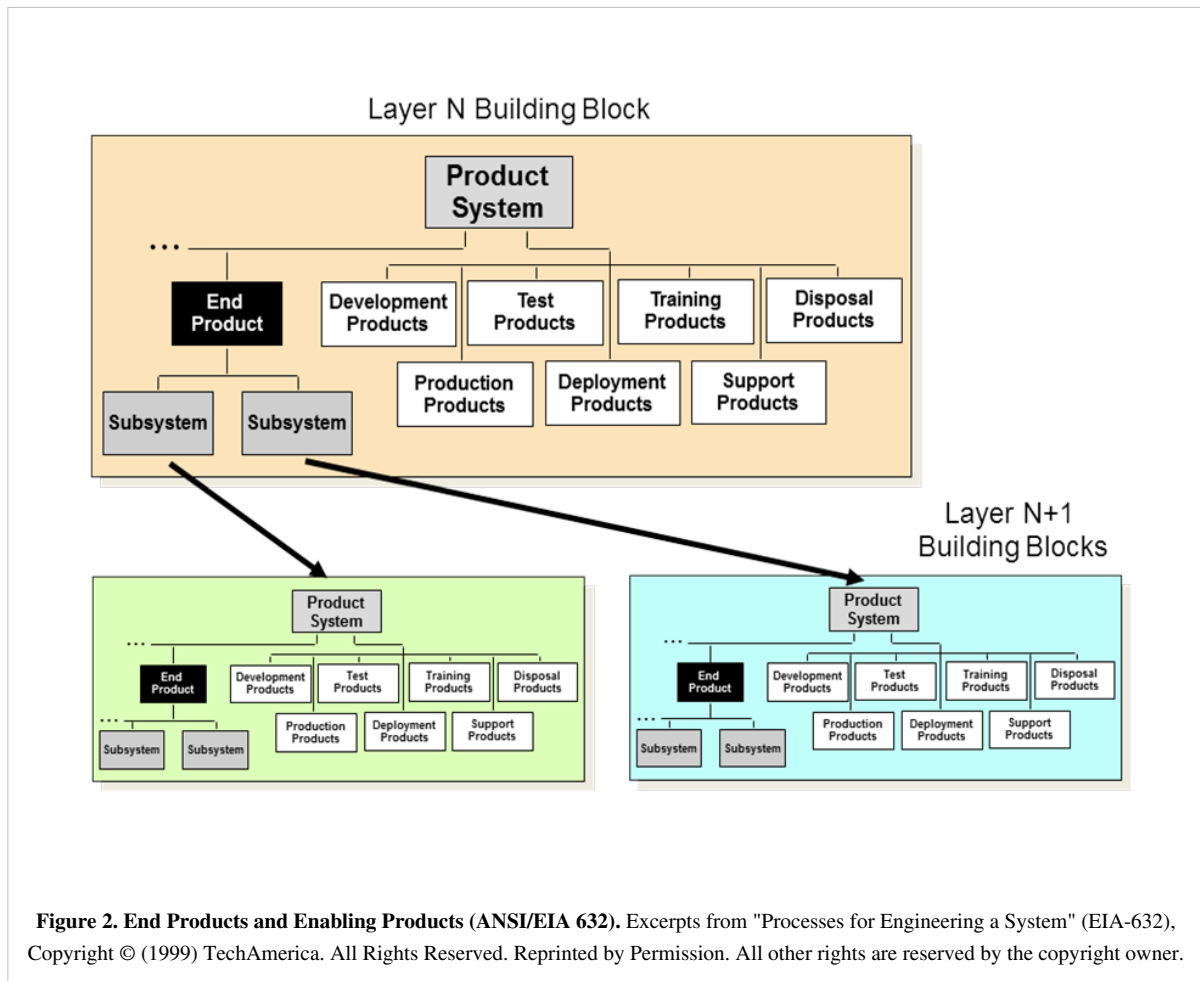 Layer N Building Block
Product
System
...
End
Product
Development
Products
Test
Products
Training
Products
Disposal
Products
Production
Products
Deployment
Products
Support
Products
Subsystem
Subsystem
Layer N+1
Building Blocks
Product
System
...
End
Product
Development
Products
Test
Products
Training
Products
Disposal
Products
...
Subsystem
Subsystem
Production
Products
Deployment
Products
Support
Products
Product
System
...
End
Product
Development
Products
Test
Products
Training
Products
Disposal
Products
...
Subsystem
Subsystem
Production
Products
Deployment
Products
Support
Products
Figure 2. End Products and Enabling Products (ANSI/EIA 632). Excerpts from "Processes for Engineering a System" (EIA-632),
Copyright © (1999) TechAmerica. All Rights Reserved. Reprinted by Permission. All other rights are reserved by the copyright owner.